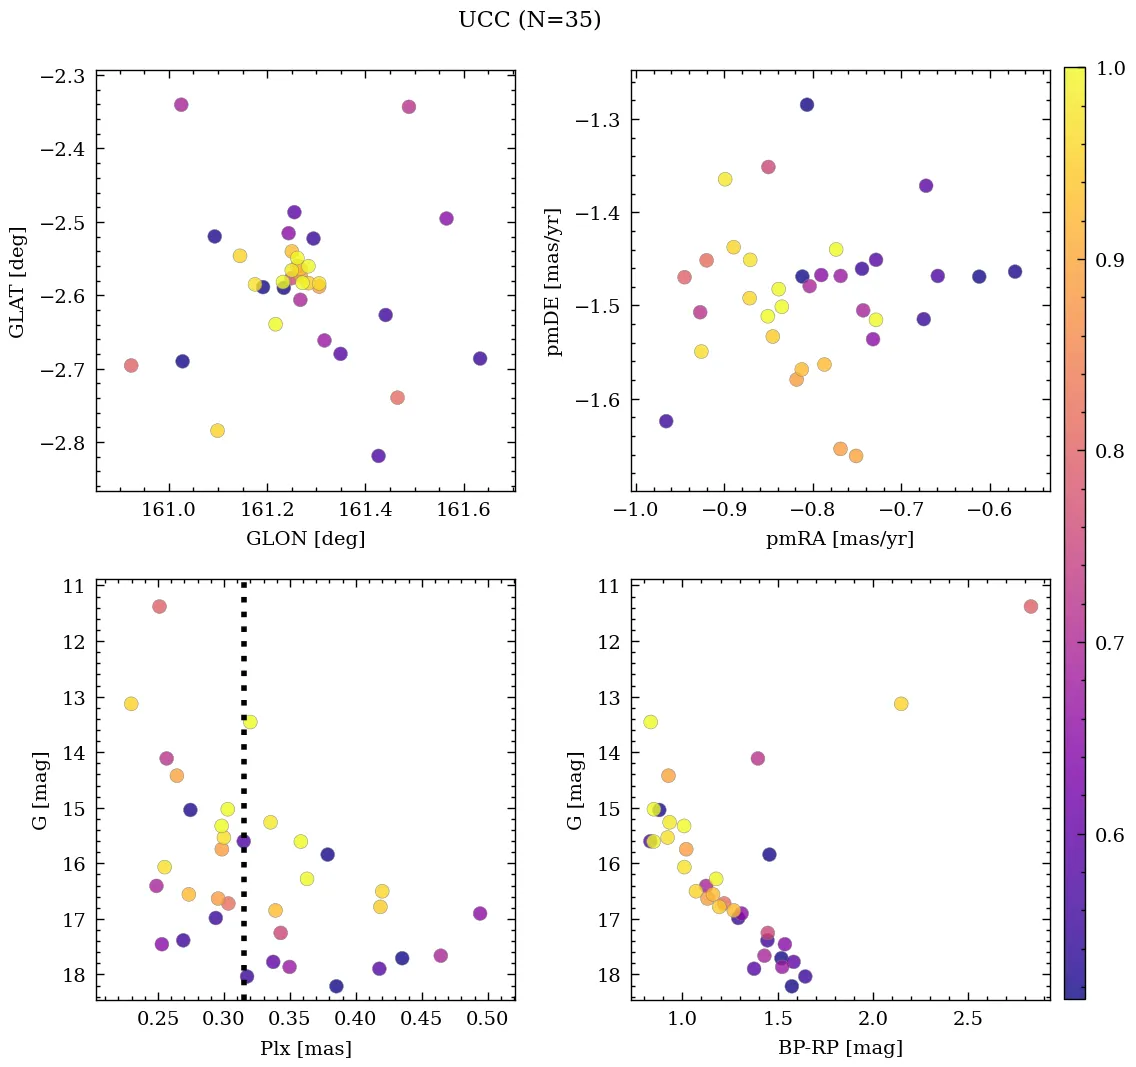 UCC (N=35)
−2.3
−2.4
−2.5
−2.6
−2.7
−2.8
GLAT [deg]
161.0 161.2 161.4 161.6
GLON [deg]
−1.3
−1.4
−1.5
−1.6
pmDE [mas/yr]
−1.0 −0.9 −0.8 −0.7 −0.6
pmRA [mas/yr]
11
12
13
14
15
16
17
18
G [mag]
0.25 0.30 0.35 0.40 0.45 0.50
Plx [mas]
11
12
13
14
15
16
17
18
G [mag]
1.0 1.5 2.0 2.5
BP-RP [mag]
1.0
0.9
0.8
0.7
0.6